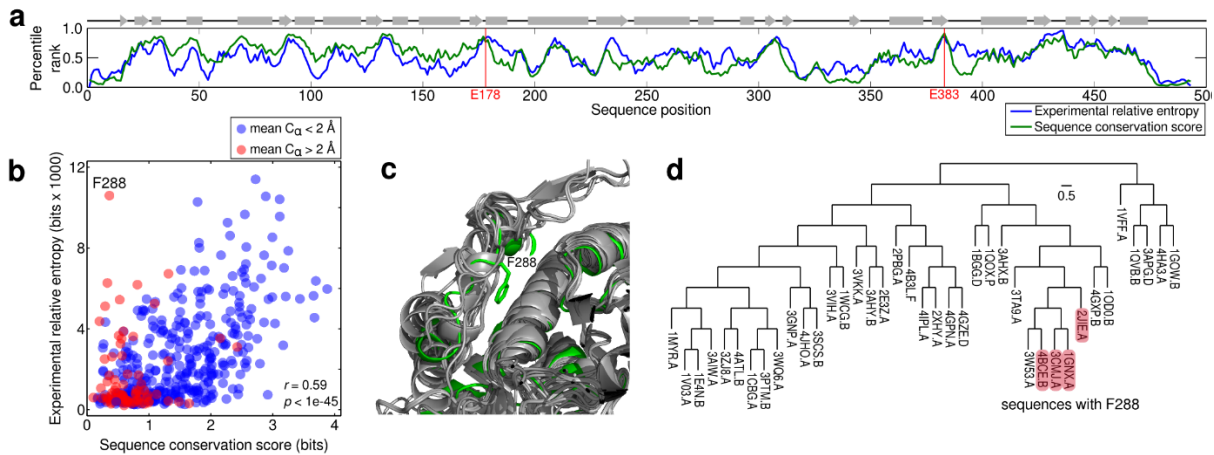 a
Percentile
rank
1.0
0.5
0.0
0
50
100
150
200
250
300
350
400
450
500
E178
E383
Sequence position
Experimental relative entropy
Sequence conservation score
b
mean Cα < 2 Å
mean Cα > 2 Å
Experimental relative entropy (bits x 1000)
12
8
4
0
F288
r = 0.59
p < 1e-45
0
1
2
3
4
Sequence conservation score (bits)
c
F288
d
0.5
1MYR.A
1V03.A
1E4N.B
3AIW.A
3ZJ8.A
4ATL.B
1CBG.A
3PTM.B
3WQ6.A
3GNP.A
4JHO.A
3SCS.B
3VIH.A
1WCG.B
3VKK.A
3AHY.B
2E3Z.A
2PBG.A
4B3L.F
4IPL.A
2XHY.A
4GPN.A
4GZE.D
1BGG.D
1QOX.P
3AHX.B
3TA9.A
3W53.A
4BCE.B
3CMJ.A
1GNX.A
2JIE.A
4GXP.B
1OD0.B
1VFF.A
1QVB.B
3APG.D
4HA3.A
1GOW.B
sequences with F288